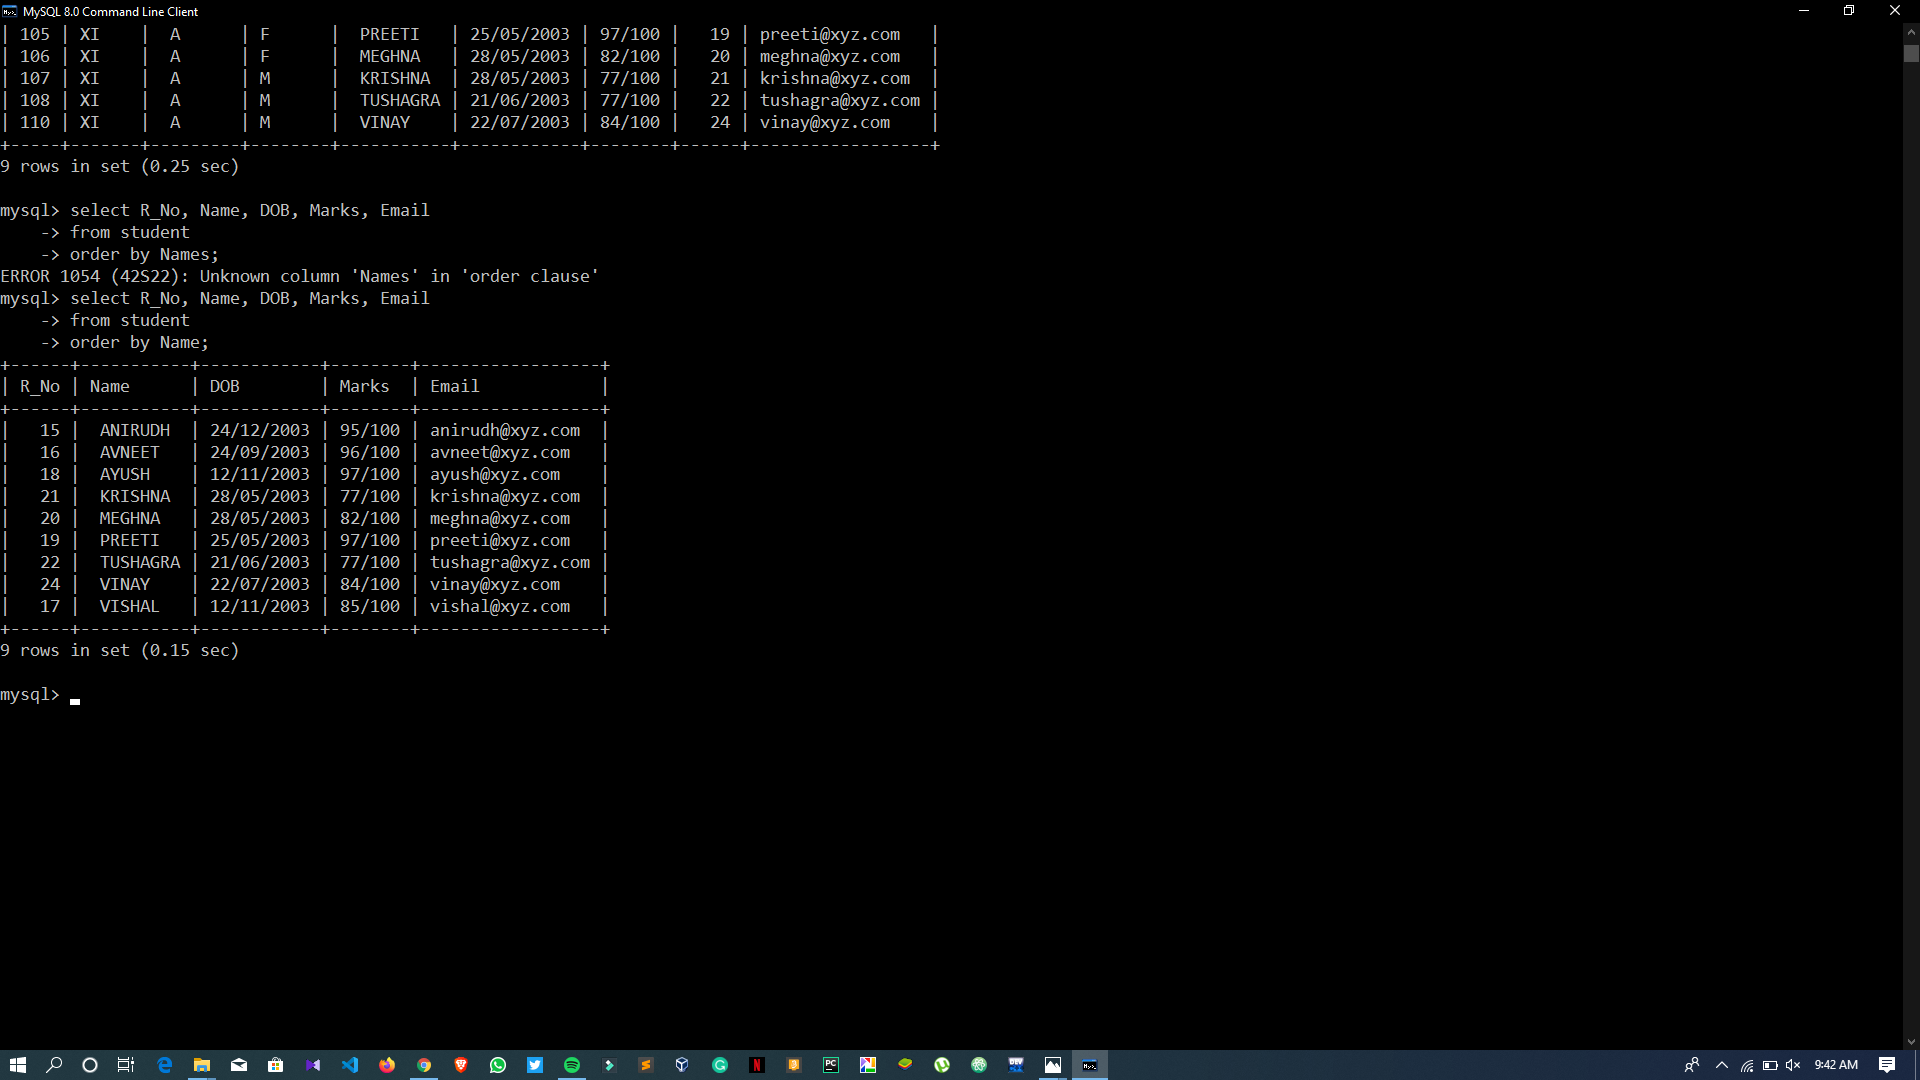 MySQL 8.0 Command Line Client
| 105 | XI    |  A      | F      |  PREETI   | 25/05/2003 | 97/100 |   19 | preeti@xyz.com   |
| 106 | XI    |  A      | F      |  MEGHNA   | 28/05/2003 | 82/100 |   20 | meghna@xyz.com   |
| 107 | XI    |  A      | M      |  KRISHNA  | 28/05/2003 | 77/100 |   21 | krishna@xyz.com  |
| 108 | XI    |  A      | M      |  TUSHAGRA | 21/06/2003 | 77/100 |   22 | tushagra@xyz.com |
| 110 | XI    |  A      | M      |  VINAY    | 22/07/2003 | 84/100 |   24 | vinay@xyz.com    |
+-----+-------+---------+--------+-----------+------------+--------+------+------------------+
9 rows in set (0.25 sec)
mysql> select R_No, Name, DOB, Marks, Email
    -> from student
    -> order by Names;
ERROR 1054 (42S22): Unknown column 'Names' in 'order clause'
mysql> select R_No, Name, DOB, Marks, Email
    -> from student
    -> order by Name;
+------+-----------+------------+--------+------------------+
| R_No | Name      | DOB        | Marks  | Email            |
+------+-----------+------------+--------+------------------+
|   15 |  ANIRUDH  | 24/12/2003 | 95/100 | anirudh@xyz.com  |
|   16 |  AVNEET   | 24/09/2003 | 96/100 | avneet@xyz.com   |
|   18 |  AYUSH    | 12/11/2003 | 97/100 | ayush@xyz.com    |
|   21 |  KRISHNA  | 28/05/2003 | 77/100 | krishna@xyz.com  |
|   20 |  MEGHNA   | 28/05/2003 | 82/100 | meghna@xyz.com   |
|   19 |  PREETI   | 25/05/2003 | 97/100 | preeti@xyz.com   |
|   22 |  TUSHAGRA | 21/06/2003 | 77/100 | tushagra@xyz.com |
|   24 |  VINAY    | 22/07/2003 | 84/100 | vinay@xyz.com    |
|   17 |  VISHAL   | 12/11/2003 | 85/100 | vishal@xyz.com   |
+------+-----------+------------+--------+------------------+
9 rows in set (0.15 sec)
mysql>
9:42 AM